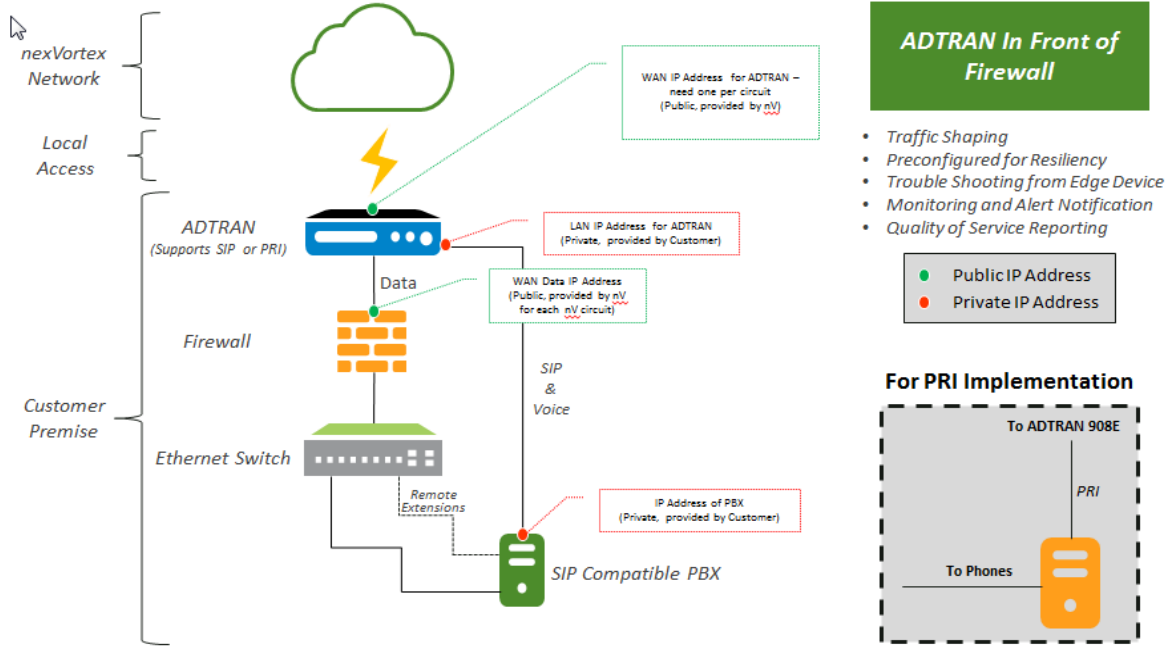 nexVortex
Network
Local
Access
ADTRAN
(Supports SIP or PRI)
Data
Firewall
Customer
Premise
Ethernet Switch
Remote
Extensions
SIP
&
Voice
SIP Compatible PBX
WAN IP Address for ADTRAN –
need one per circuit
(Public, provided by nV)
LAN IP Address for ADTRAN
(Private, provided by Customer)
WAN Data IP Address
(Public, provided by nV
for each nV circuit)
IP Address of PBX
(Private, provided by Customer)
ADTRAN In Front of
Firewall
• Traffic Shaping
• Preconfigured for Resiliency
• Trouble Shooting from Edge Device
• Monitoring and Alert Notification
• Quality of Service Reporting
Public IP Address
Private IP Address
For PRI Implementation
To ADTRAN 908E
PRI
To Phones